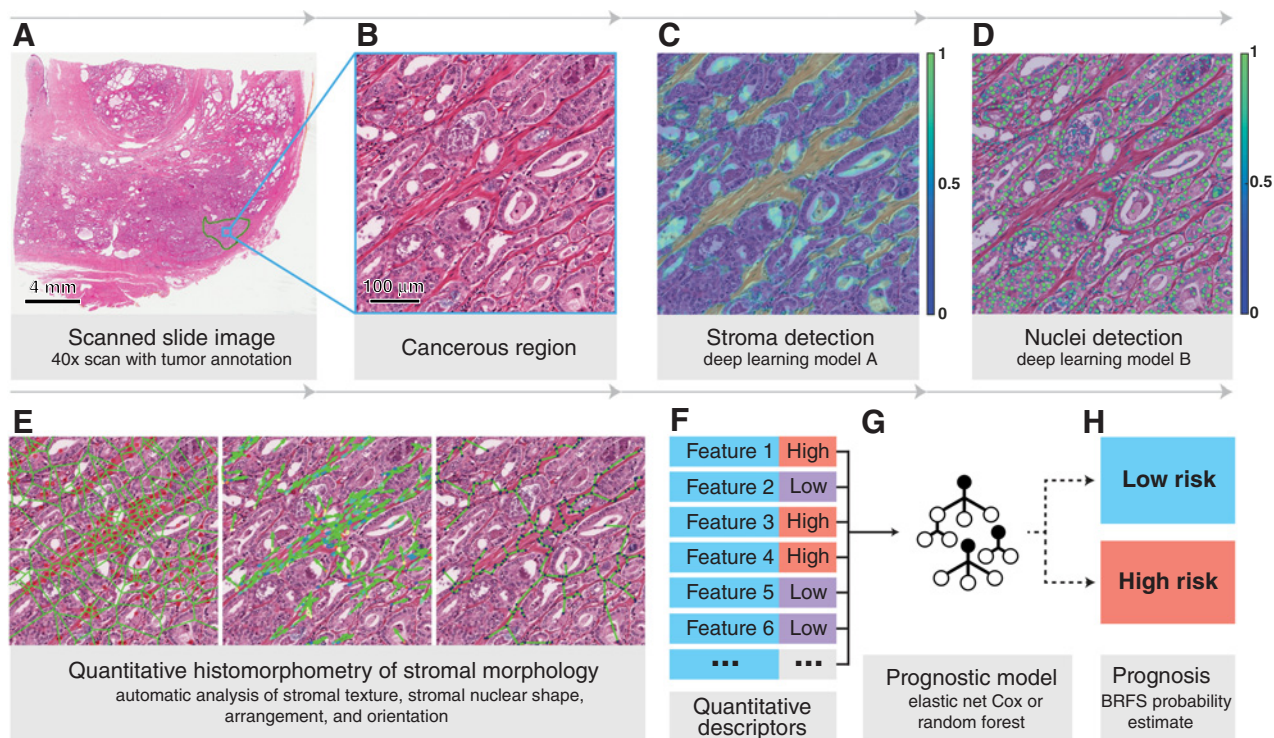 A
B
C
D
1
0.5
0
1
0.5
0
4 mm
100 μm
Scanned slide image
40x scan with tumor annotation
Cancerous region
Stroma detection
deep learning model A
Nuclei detection
deep learning model B
E
F
G
H
Feature 1 High
Feature 2 Low
Feature 3 High
Feature 4 High
Feature 5 Low
Feature 6 Low
... ...
Low risk
High risk
Quantitative histomorphometry of stromal morphology
automatic analysis of stromal texture, stromal nuclear shape,
arrangement, and orientation
Quantitative
descriptors
Prognostic model
elastic net Cox or
random forest
Prognosis
BRFS probability
estimate